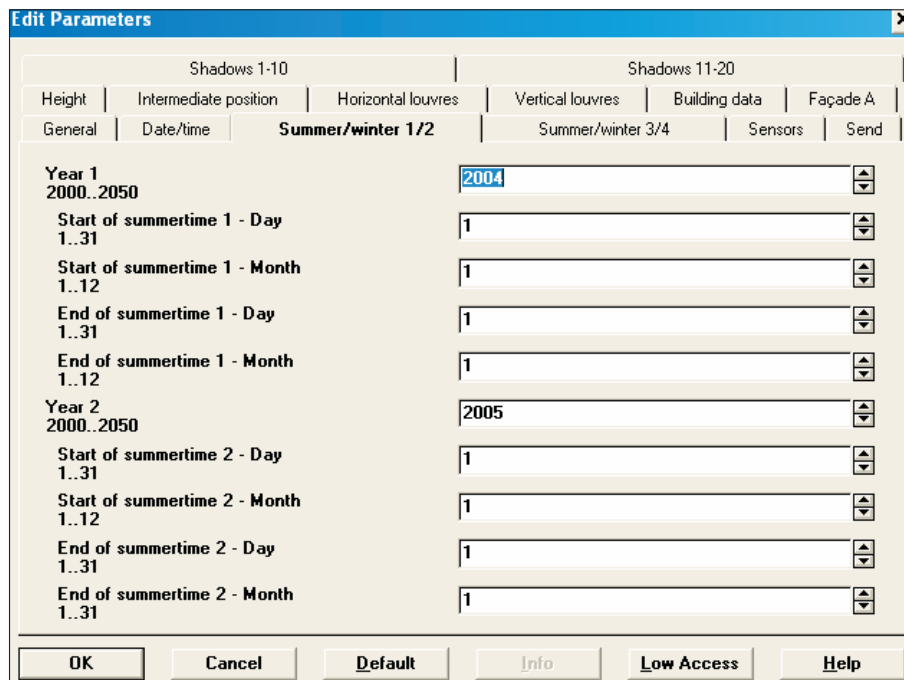 Edit Parameters
Shadows 1-10 Shadows 11-20
Height Intermediate position Horizontal louvres Vertical louvres Building data Façade A
General Date/time Summer/winter 1/2 Summer/winter 3/4 Sensors Send
Year 1 2004
2000..2050
Start of summertime 1 - Day 1
1..31
Start of summertime 1 - Month 1
1..12
End of summertime 1 - Day 1
1..31
End of summertime 1 - Month 1
1..12
Year 2 2005
2000..2050
Start of summertime 2 - Day 1
1..31
Start of summertime 2 - Month 1
1..12
End of summertime 2 - Day 1
1..31
End of summertime 2 - Month 1
1..31
OK Cancel Default Info Low Access Help